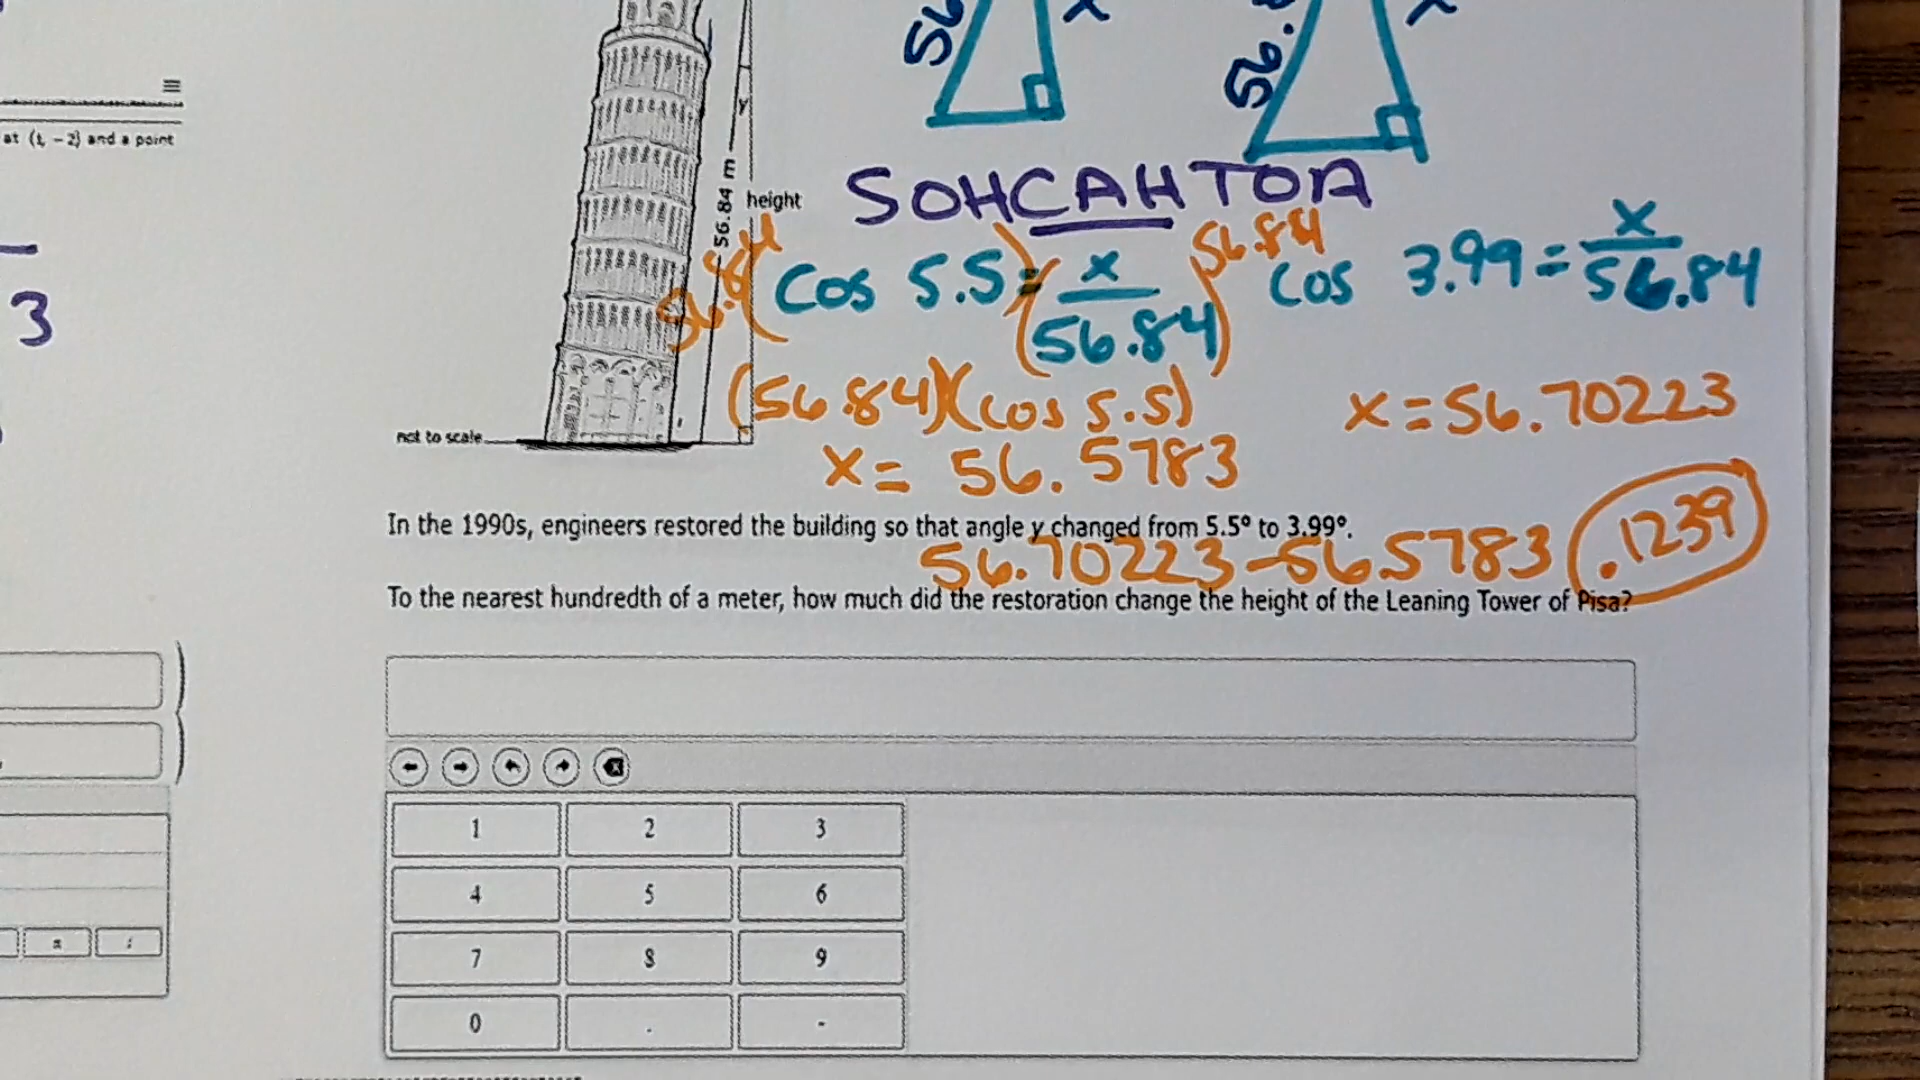 56
x
56.
x
at (1, -2) and a point
y
56.84 m
height
SOHCAHTOA
3
56.84 (cos 5.5) = (x/56.84) 56.84
cos 3.99 = x/56.84
(56.84)(cos 5.5)
x = 56.70223
not to scale
x = 56.5783
In the 1990s, engineers restored the building so that angle y changed from 5.5° to 3.99°.
56.70223-56.5783 .1239
To the nearest hundredth of a meter, how much did the restoration change the height of the Leaning Tower of Pisa?
1 2 3
4 5 6
7 8 9
0 . -